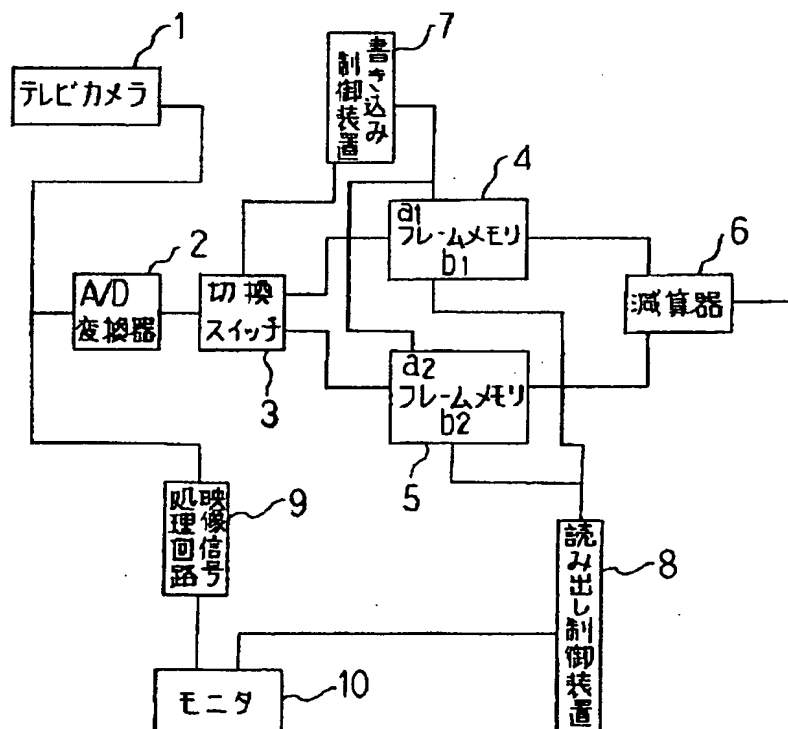 1
テレビカメラ
7
書き込み
制御装置
4
a1
フレームメモリ
b1
6
減算器
2
A/D
変換器
切換
スイッチ
3
a2
フレームメモリ
b2
5
9
映像信号
処理回路
8
読み出し制御装置
10
モニタ